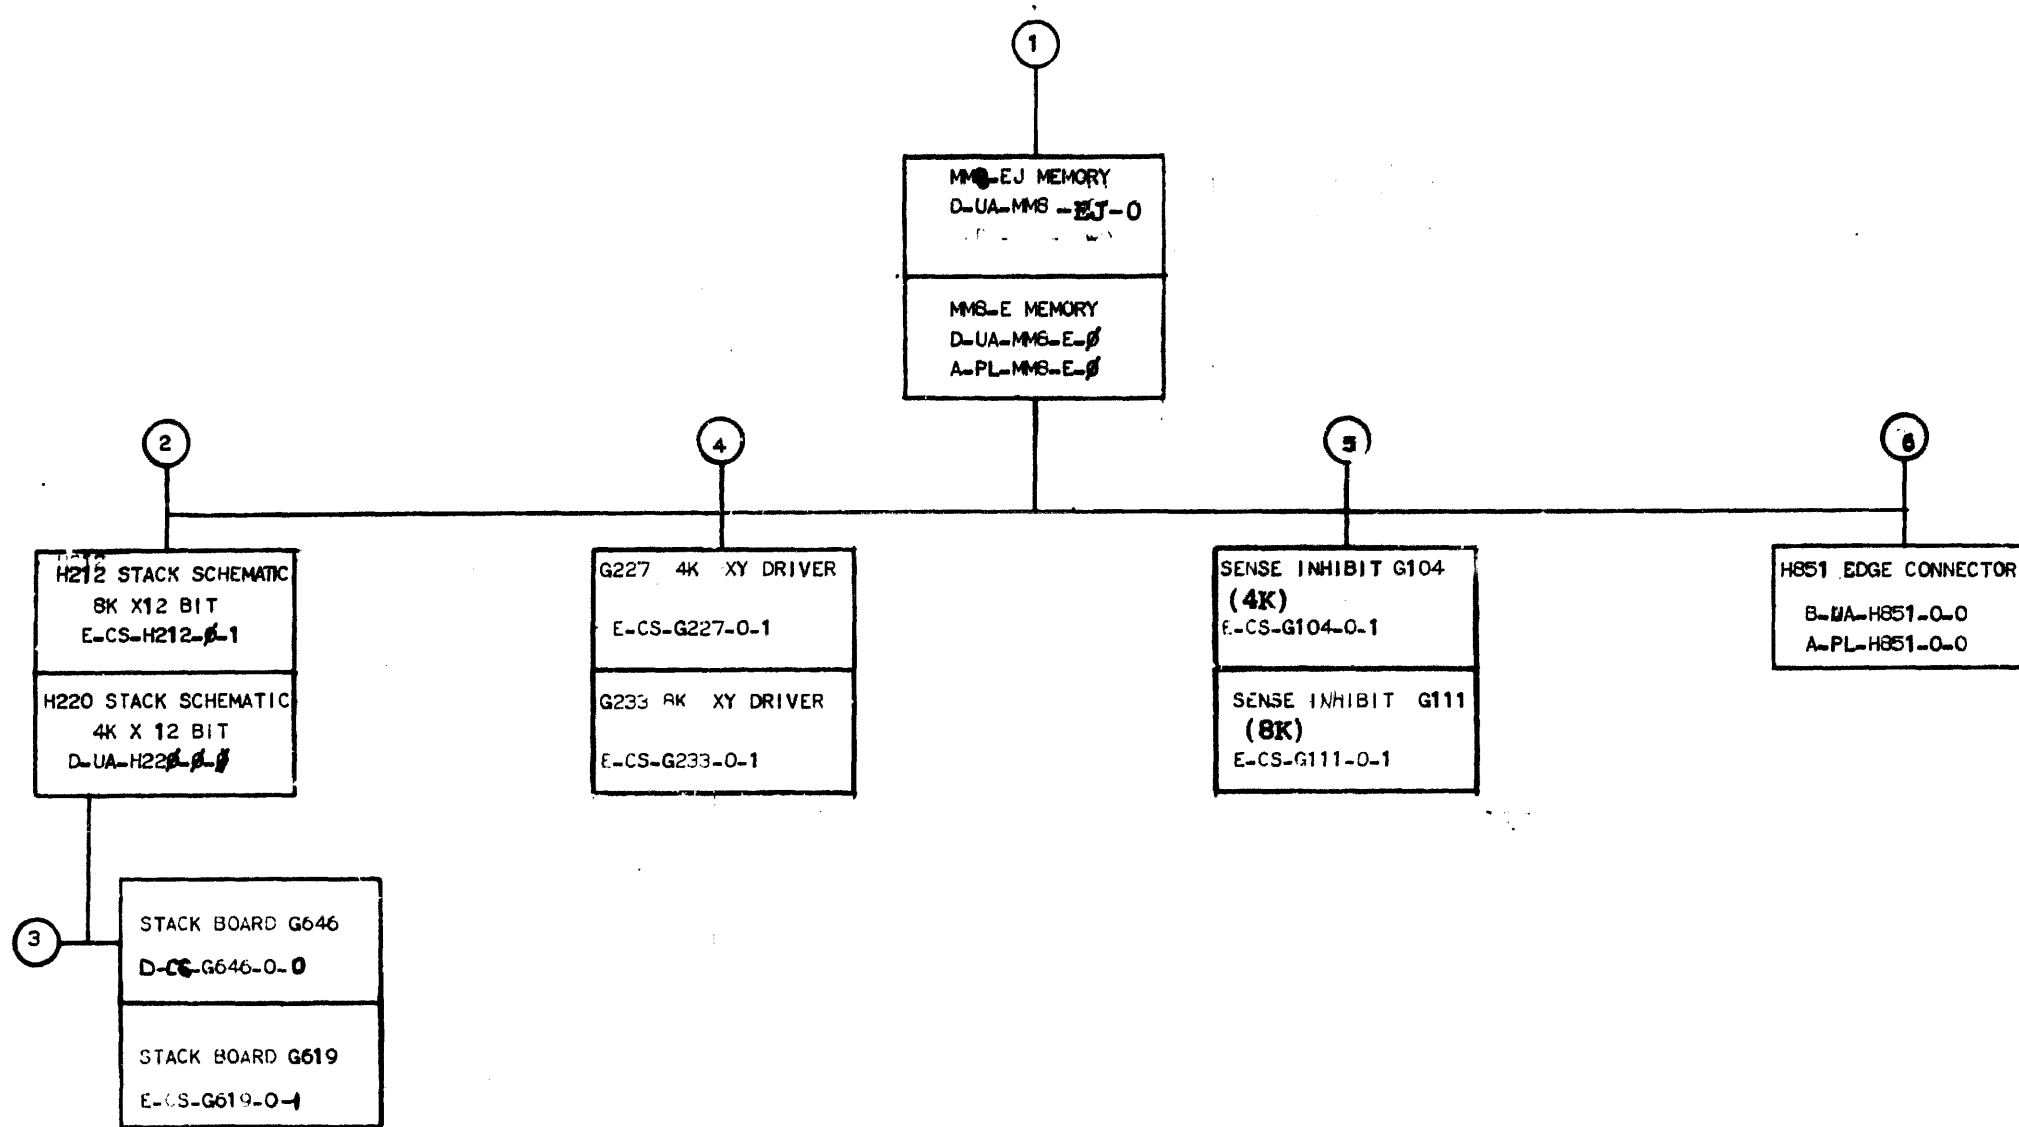 1
MM8-EJ MEMORY
D-UA-MM8-EJ-0
MM8-E MEMORY
D-UA-MM8-E-Ø
A-PL-MM8-E-Ø
2
4
5
6
H212 STACK SCHEMATIC
8K X12 BIT
E-CS-H212-Ø-1
H220 STACK SCHEMATIC
4K X 12 BIT
D-UA-H22Ø-Ø-Ø
G227 4K XY DRIVER
E-CS-G227-0-1
G233 8K XY DRIVER
E-CS-G233-0-1
SENSE INHIBIT G104
(4K)
E-CS-G104-0-1
SENSE INHIBIT G111
(8K)
E-CS-G111-0-1
H851 EDGE CONNECTOR
B-UA-H851-0-0
A-PL-H851-0-0
3
STACK BOARD G646
D-CS-G646-0-0
STACK BOARD G619
E-CS-G619-0-1